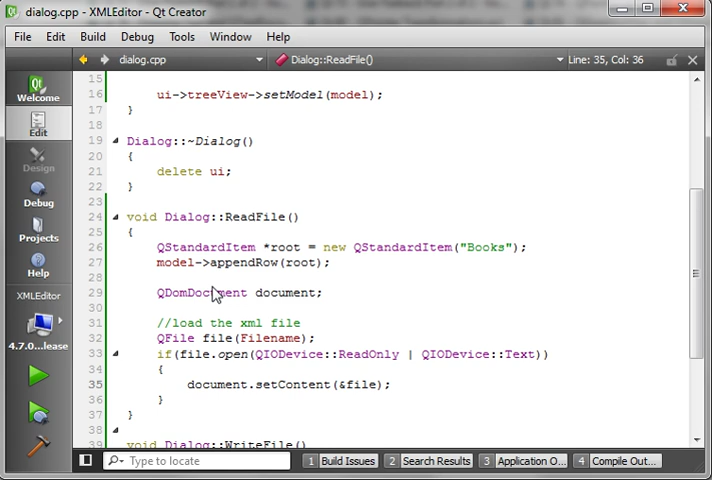 dialog.cpp - XMLEditor - Qt Creator
File Edit Build Debug Tools Window Help
dialog.cpp Dialog::ReadFile() Line: 35, Col: 36
Welcome
Edit
Design
Debug
Projects
Help
XMLEditor
4.7.0...lease
15
16 ui->treeView->setModel(model);
17 }
18
19 Dialog::~Dialog()
20 {
21 delete ui;
22 }
23
24 void Dialog::ReadFile()
25 {
26 QStandardItem *root = new QStandardItem("Books");
27 model->appendRow(root);
28
29 QDomDocument document;
30
31 //load the xml file
32 QFile file(Filename);
33 if(file.open(QIODevice::ReadOnly | QIODevice::Text))
34 {
35 document.setContent(&file);
36 }
37 }
38
39 void Dialog::WriteFile()
Type to locate 1 Build Issues 2 Search Results 3 Application O... 4 Compile Out...